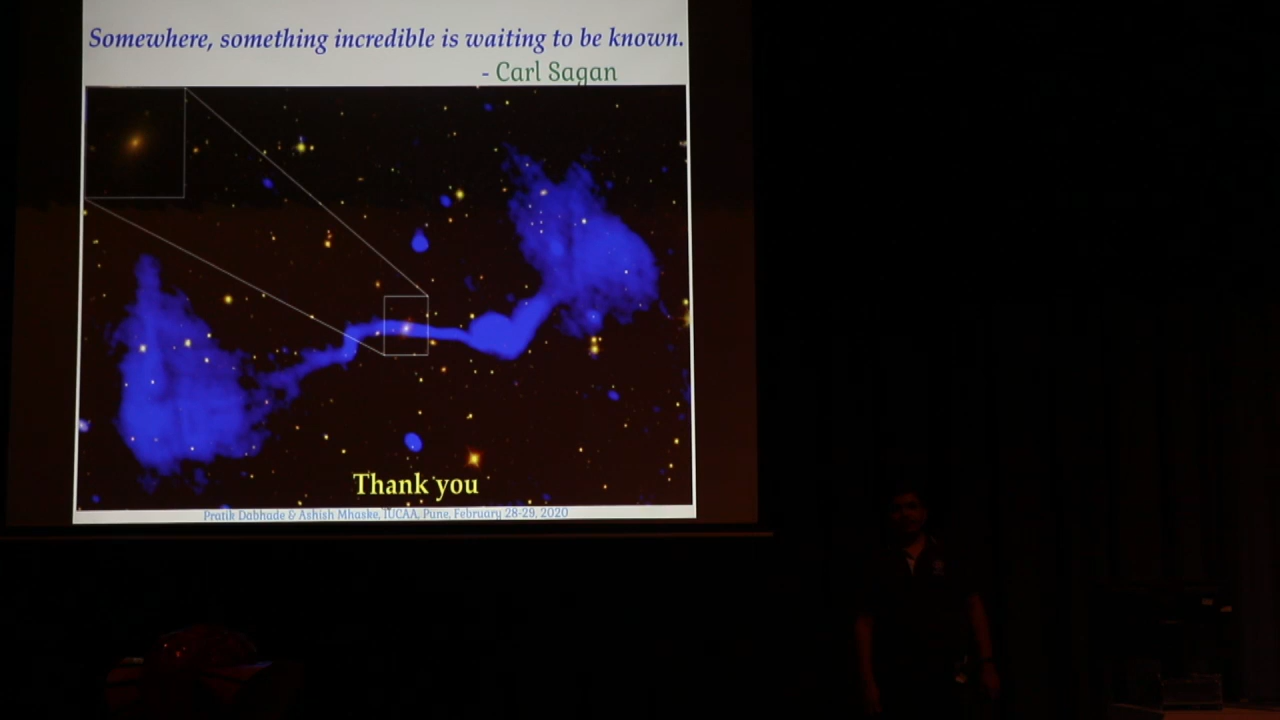 Somewhere, something incredible is waiting to be known.
- Carl Sagan
Thank you
Pratik Dabhade & Ashish Mhaske, IUCAA, Pune, February 28-29, 2020